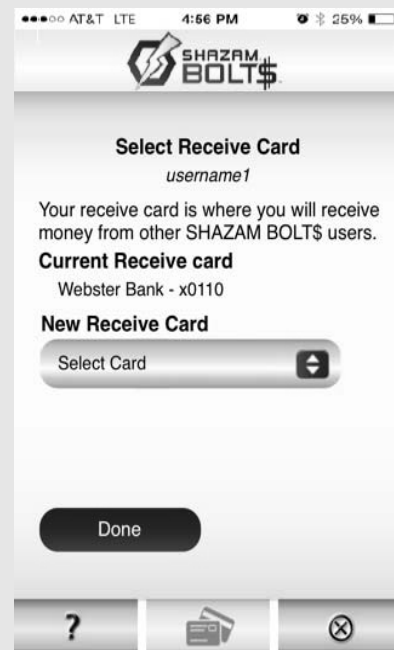 AT&T LTE 4:56 PM 25%
SHAZAM
BOLT$
Select Receive Card
username1
Your receive card is where you will receive
money from other SHAZAM BOLT$ users.
Current Receive card
Webster Bank - x0110
New Receive Card
Select Card
Done
?